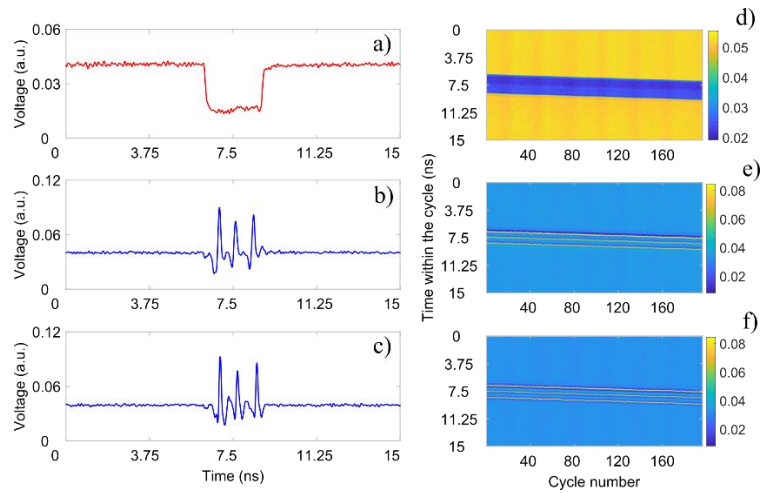 a)
0.06
0.03
0
Voltage (a.u.)
0 3.75 7.5 11.25 15
b)
0.12
0.06
0
Voltage (a.u.)
0 3.75 7.5 11.25 15
c)
0.12
0.06
0
Voltage (a.u.)
0 3.75 7.5 11.25 15
Time (ns)
d)
0
3.75
7.5
11.25
15
40 80 120 160
0.05
0.04
0.03
0.02
Time within the cycle (ns)
e)
0
3.75
7.5
11.25
15
40 80 120 160
0.08
0.06
0.04
0.02
f)
0
3.75
7.5
11.25
15
40 80 120 160
0.08
0.06
0.04
0.02
Cycle number